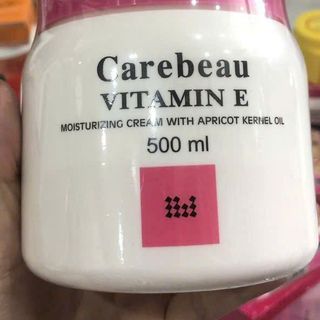 Carebeau
VITAMIN E
MOISTURIZING CREAM WITH APRICOT KERNEL OIL
500 ml